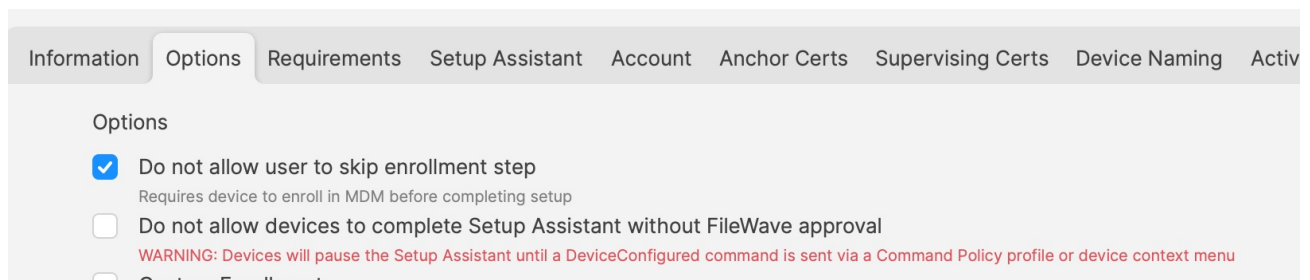 Information Options Requirements Setup Assistant Account Anchor Certs Supervising Certs Device Naming
Options
Do not allow user to skip enrollment step
Requires device to enroll in MDM before completing setup
Do not allow devices to complete Setup Assistant without FileWave approval
WARNING: Devices will pause the Setup Assistant until a DeviceConfigured command is sent via a Command Policy profile or device context menu